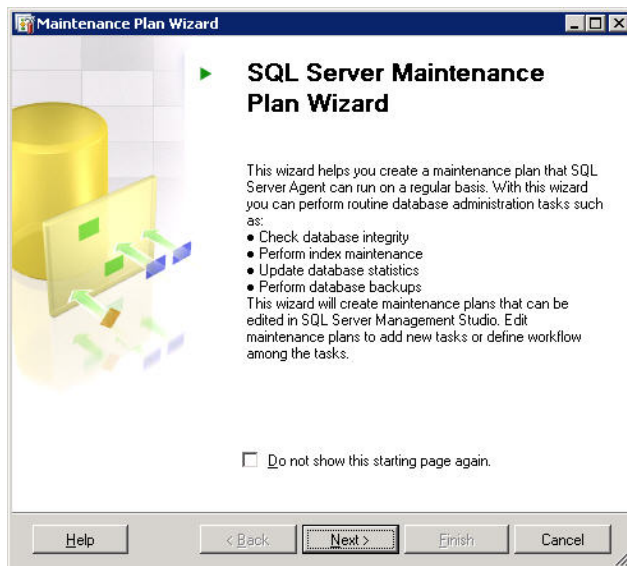 Maintenance Plan Wizard
SQL Server Maintenance
Plan Wizard
This wizard helps you create a maintenance plan that SQL
Server Agent can run on a regular basis. With this wizard
you can perform routine database administration tasks such
as:
● Check database integrity
● Perform index maintenance
● Update database statistics
● Perform database backups
This wizard will create maintenance plans that can be
edited in SQL Server Management Studio. Edit
maintenance plans to add new tasks or define workflow
among the tasks.
Do not show this starting page again.
Help < Back Next > Finish Cancel